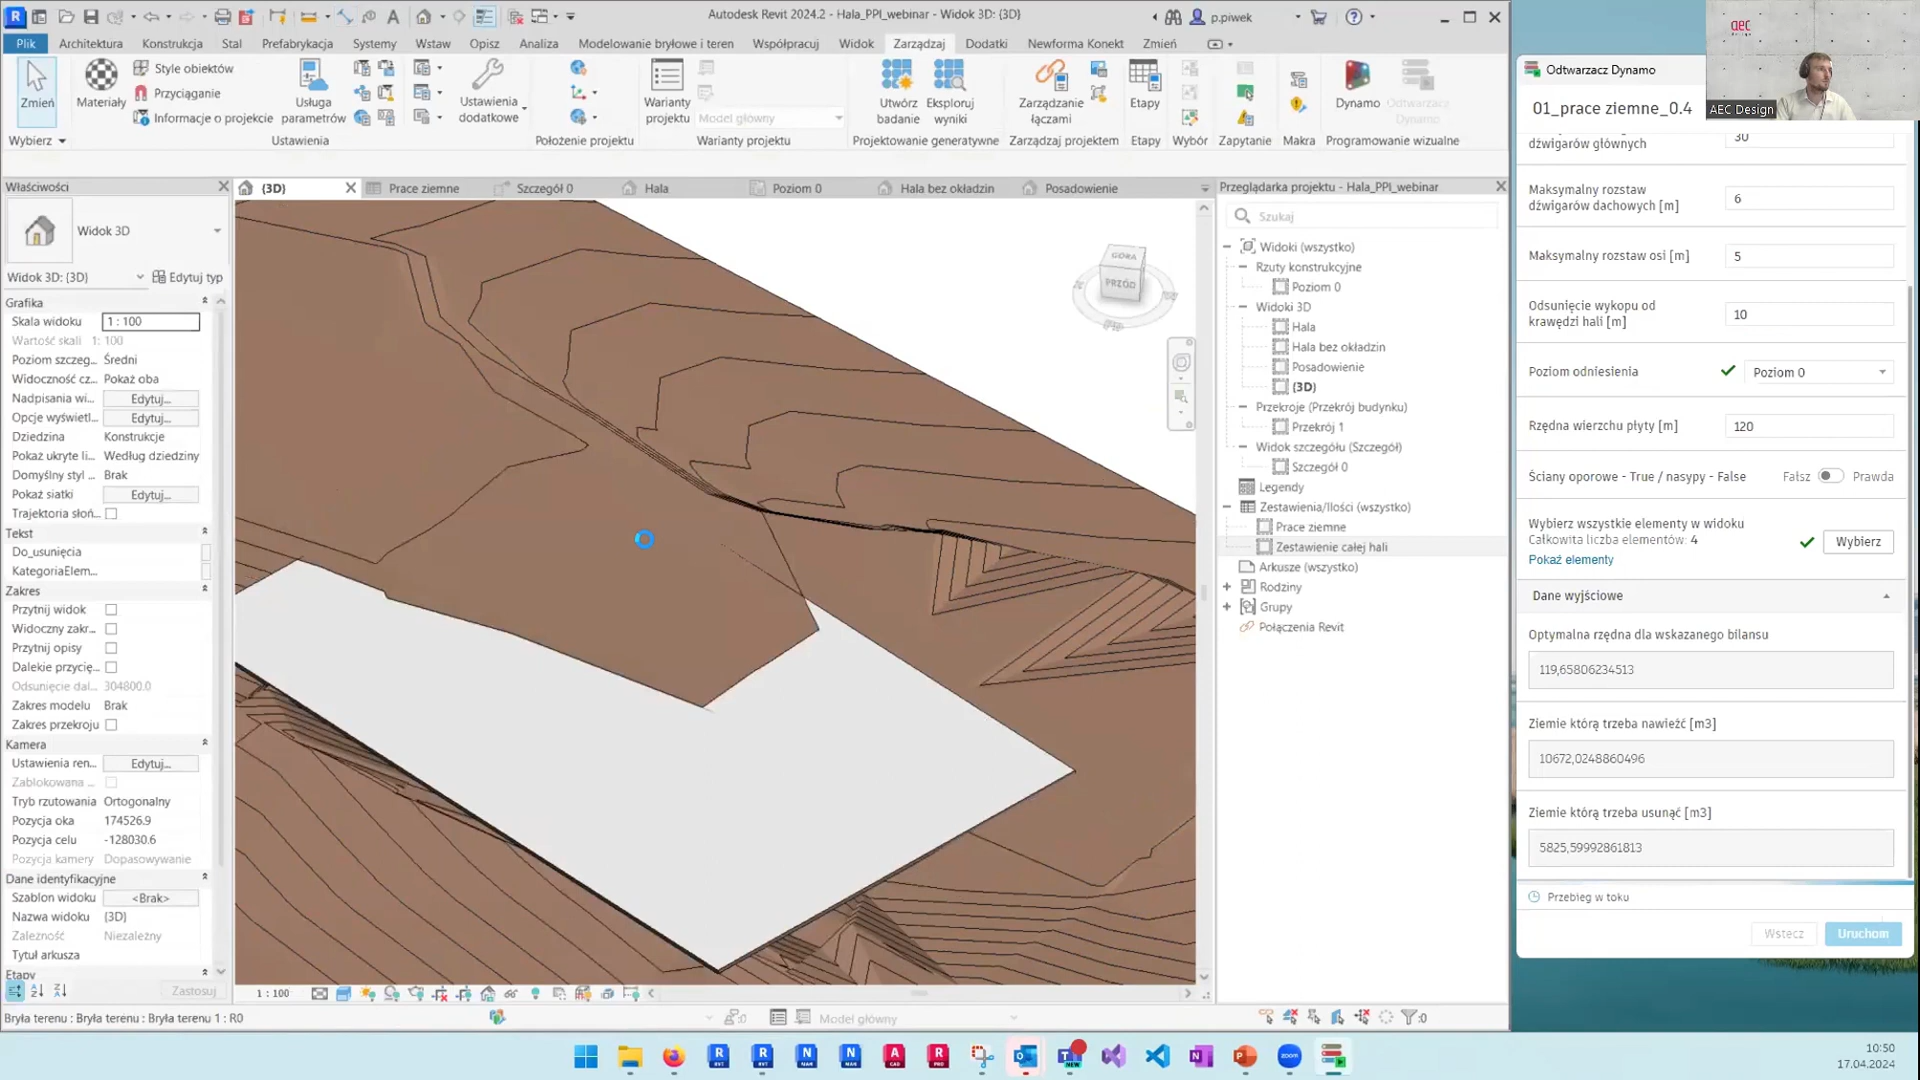 Autodesk Revit 2024.2 - Hala_PPI_webinar - Widok 3D: {3D}
p.piwek
Plik Architektura Konstrukcja Stal Prefabrykacja Systemy Wstaw Opisz Analiza Modelowanie bryłowe i teren Współpracuj Widok Zarządzaj Dodatki Newforma Konekt Zmień
Zmień
Materiały
Style obiektów
Przyciąganie
Informacje o projekcie
Usługa parametrów
Ustawienia dodatkowe
Warianty projektu
Model główny
Utwórz badanie
Eksploruj wyniki
Zarządzanie łączami
Etapy
Dynamo
Odtwarzacz Dynamo
Wybierz
Ustawienia
Położenie projektu
Warianty projektu
Projektowanie generatywne
Zarządzaj projektem
Etapy
Wybór
Zapytanie
Makra
Programowanie wizualne
Właściwości
{3D}
Prace ziemne
Szczegół 0
Hala
Poziom 0
Hala bez okładzin
Posadowienie
Widok 3D
Widok 3D: {3D}
Edytuj typ
Grafika
Skala widoku 1 : 100
Wartość skali 1: 100
Poziom szczeg... Średni
Widoczność cz... Pokaż oba
Nadpisania wi... Edytuj...
Opcje wyświetl... Edytuj...
Dziedzina Konstrukcje
Pokaż ukryte li... Według dziedziny
Domyślny styl ... Brak
Pokaż siatki Edytuj...
Trajektoria słoń...
Tekst
Do_usunięcia
KategoriaElem...
Zakres
Przytnij widok
Widoczny zakr...
Przytnij opisy
Dalekie przycię...
Odsunięcie dal... 304800.0
Zakres modelu Brak
Zakres przekroju
Kamera
Ustawienia ren... Edytuj...
Zablokowana ...
Tryb rzutowania Ortogonalny
Pozycja oka 174526.9
Pozycja celu -128030.6
Pozycja kamery Dopasowywanie
Dane identyfikacyjne
Szablon widoku <Brak>
Nazwa widoku {3D}
Zależność Niezależny
Tytuł arkusza
Etapy
Zastosuj
GÓRA
PRZÓD
1 : 100
Bryła terenu : Bryła terenu : Bryła terenu 1 : R0
:0
Model główny
:0
Przeglądarka projektu - Hala_PPI_webinar
Szukaj
Widoki (wszystko)
Rzuty konstrukcyjne
Poziom 0
Widoki 3D
Hala
Hala bez okładzin
Posadowienie
{3D}
Przekroje (Przekrój budynku)
Przekrój 1
Widok szczegółu (Szczegół)
Szczegół 0
Legendy
Zestawienia/Ilości (wszystko)
Prace ziemne
Zestawienie całej hali
Arkusze (wszystko)
Rodziny
Grupy
Połączenia Revit
Odtwarzacz Dynamo
aec
AEC Design
01_prace ziemne_0.4
dźwigarów głównych 30
Maksymalny rozstaw
dźwigarów dachowych [m] 6
Maksymalny rozstaw osi [m] 5
Odsunięcie wykopu od
krawędzi hali [m] 10
Poziom odniesienia Poziom 0
Rzędna wierzchu płyty [m] 120
Ściany oporowe - True / nasypy - False Fałsz Prawda
Wybierz wszystkie elementy w widoku
Całkowita liczba elementów: 4
Wybierz
Pokaż elementy
Dane wyjściowe
Optymalna rzędna dla wskazanego bilansu
119,65806234513
Ziemie którą trzeba nawieźć [m3]
10672,0248860496
Ziemie którą trzeba usunąć [m3]
5825,59992861813
Przebieg w toku
Wstecz Uruchom
10:50
17.04.2024